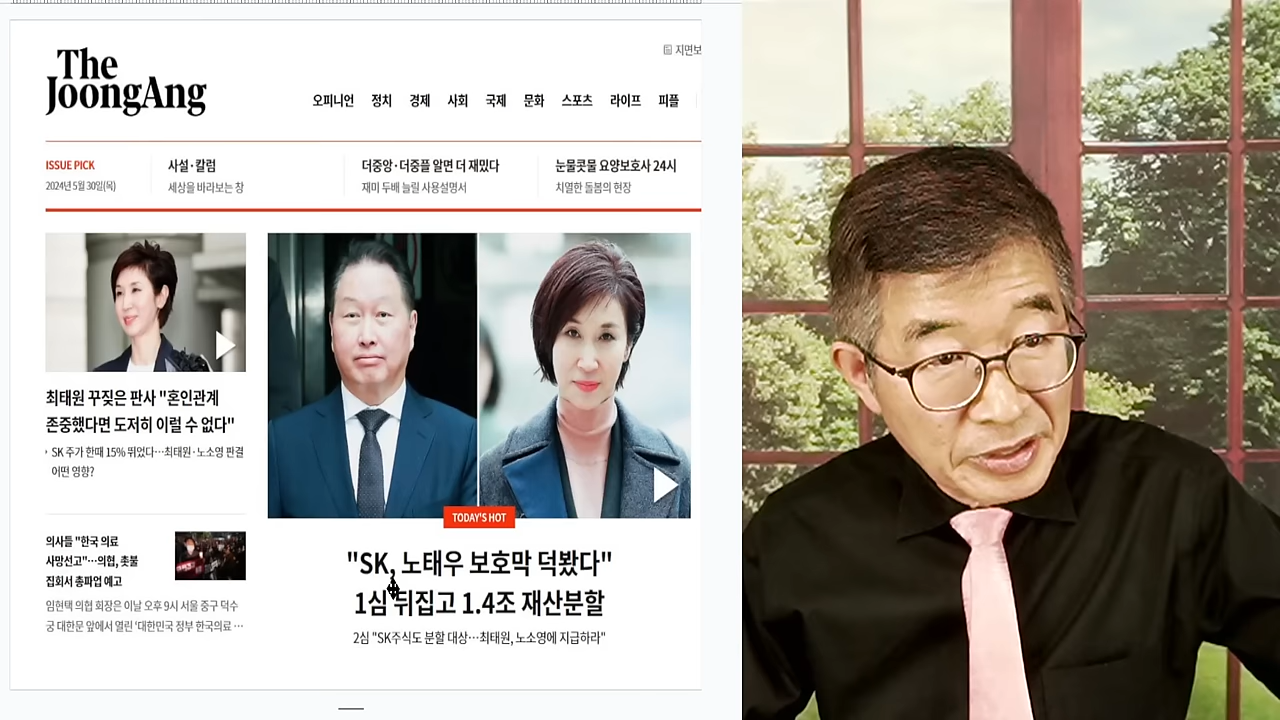 The
JoongAng
지면보
오피니언 정치 경제 사회 국제 문화 스포츠 라이프 피플
ISSUE PICK
2024년 5월 30일(목)
사설·칼럼
세상을 바라보는 창
더중앙·더중플 알면 더 재밌다
재미 두배 늘릴 사용설명서
눈물콧물 요양보호사 24시
치열한 돌봄의 현장
최태원 꾸짖은 판사 "혼인관계
존중했다면 도저히 이럴 수 없다"
SK 주가 한때 15% 뛰었다…최태원·노소영 판결
어떤 영향?
의사들 "한국 의료
사망선고"…의협, 촛불
집회서 총파업 예고
임현택 의협 회장은 이날 오후 9시 서울 중구 덕수
궁 대한문 앞에서 열린 '대한민국 정부 한국의료 …
TODAY'S HOT
"SK, 노태우 보호막 덕봤다"
1심 뒤집고 1.4조 재산분할
2심 "SK주식도 분할 대상…최태원, 노소영에 지급하라"